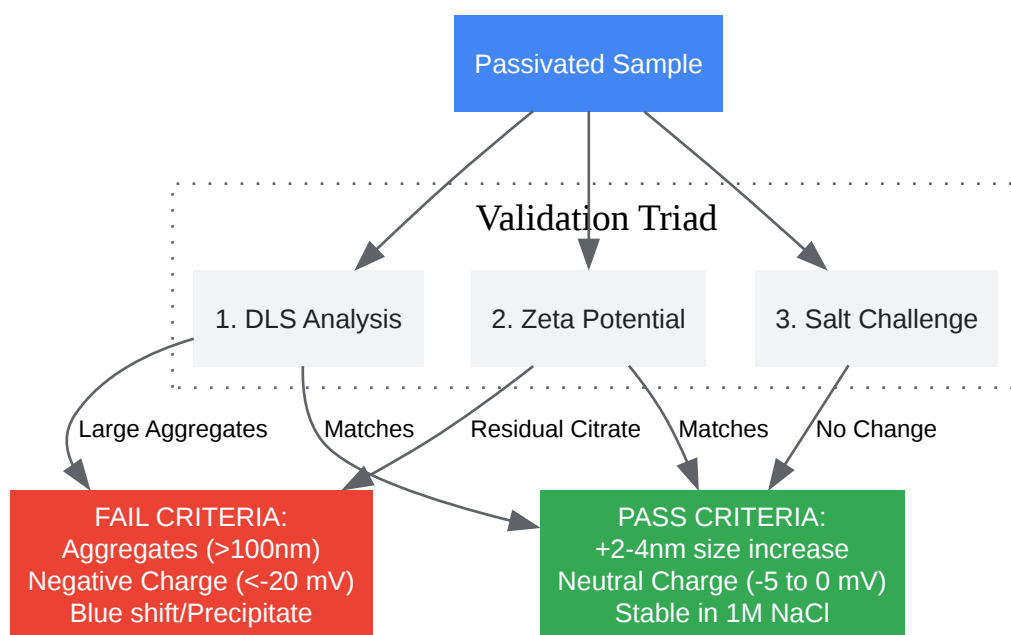 Passivated Sample
Validation Triad
1. DLS Analysis
2. Zeta Potential
3. Salt Challenge
Large Aggregates
Matches
Residual Citrate
Matches
No Change
FAIL CRITERIA:
Aggregates (>100nm)
Negative Charge (<-20 mV)
Blue shift/Precipitate
PASS CRITERIA:
+2-4nm size increase
Neutral Charge (-5 to 0 mV)
Stable in 1M NaCl